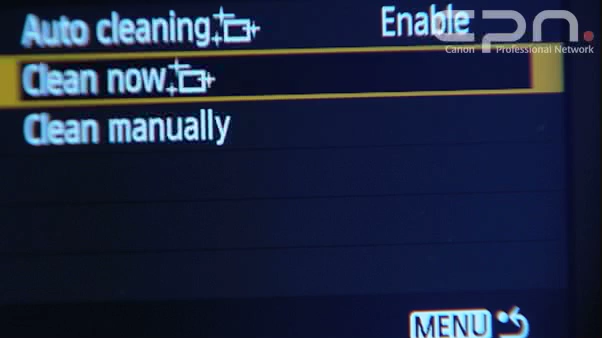 Auto cleaning Enable
CPN
Canon Professional Network
Clean now
Clean manually
MENU